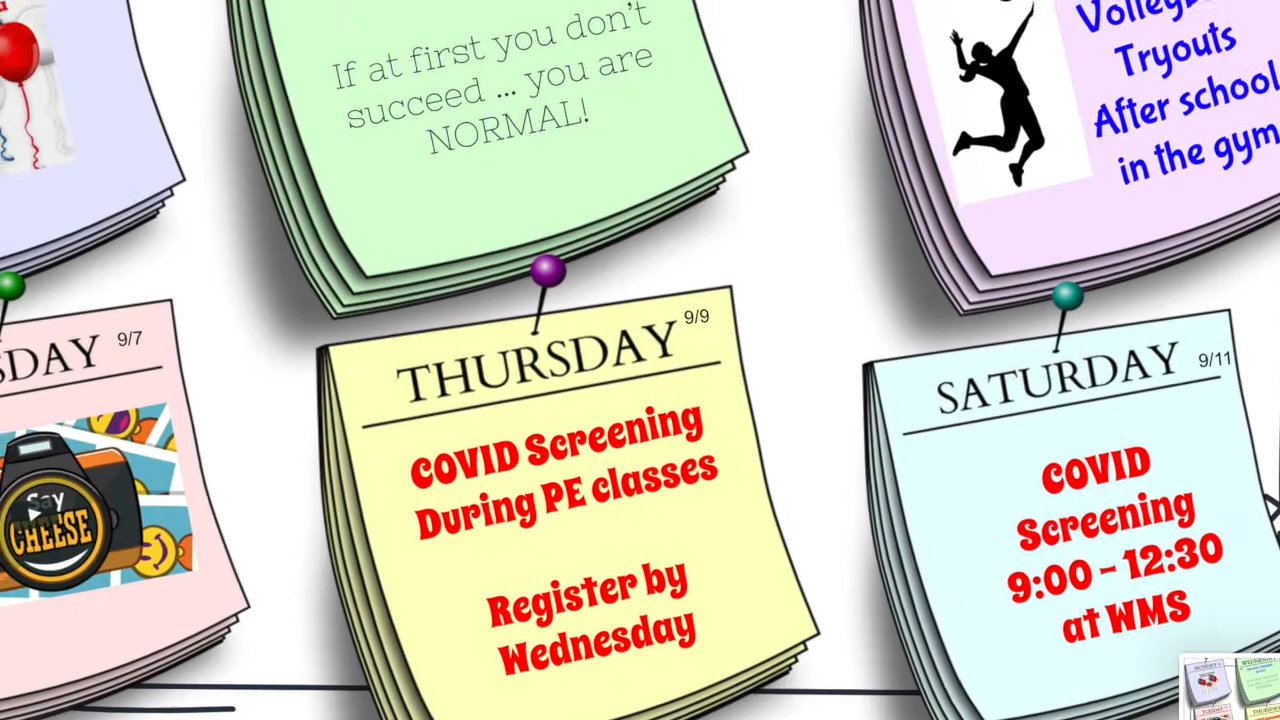 If at first you don't
succeed ... you are
NORMAL!
Tryouts
After school
in the gym
9/7
Say
CHEESE
THURSDAY 9/9
COVID Screening
During PE classes
Register by
Wednesday
SATURDAY 9/11
COVID
Screening
9:00 - 12:30
at WMS